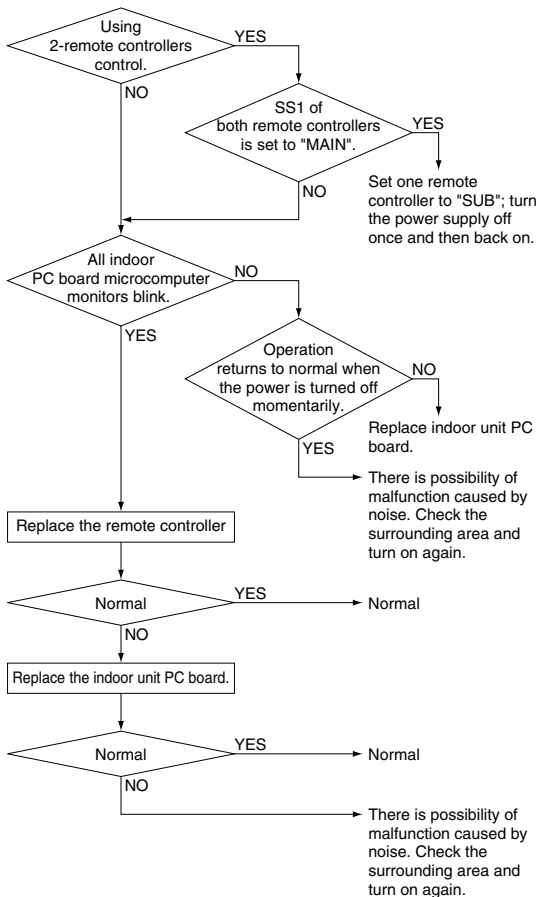 Using
2-remote controllers
control.
YES
NO
SS1 of
both remote controllers
is set to "MAIN".
YES
NO
Set one remote
controller to "SUB"; turn
the power supply off
once and then back on.
All indoor
PC board microcomputer
monitors blink.
NO
YES
Operation
returns to normal when
the power is turned off
momentarily.
NO
YES
Replace indoor unit PC
board.
There is possibility of
malfunction caused by
noise. Check the
surrounding area and
turn on again.
Replace the remote controller
Normal
YES
Normal
NO
Replace the indoor unit PC board.
Normal
YES
Normal
NO
There is possibility of
malfunction caused by
noise. Check the
surrounding area and
turn on again.